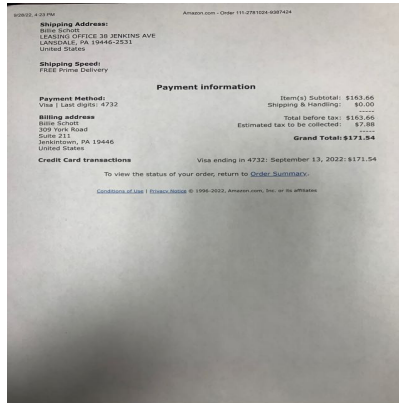 9/28/22, 4:23 PM Amazon.com - Order 111-2781024-9387424
Shipping Address:
Billie Schott
LEASING OFFICE 38 JENKINS AVE
LANSDALE, PA 19446-2531
United States
Shipping Speed:
FREE Prime Delivery
Payment information
Payment Method: Item(s) Subtotal: $163.66
Visa | Last digits: 4732 Shipping & Handling: $0.00
-----
Billing address Total before tax: $163.66
Billie Schott Estimated tax to be collected: $7.88
309 York Road -----
Suite 211 Grand Total: $171.54
Jenkintown, PA 19446
United States
Credit Card transactions Visa ending in 4732: September 13, 2022: $171.54
To view the status of your order, return to Order Summary.
Conditions of Use | Privacy Notice © 1996-2022, Amazon.com, Inc. or its affiliates